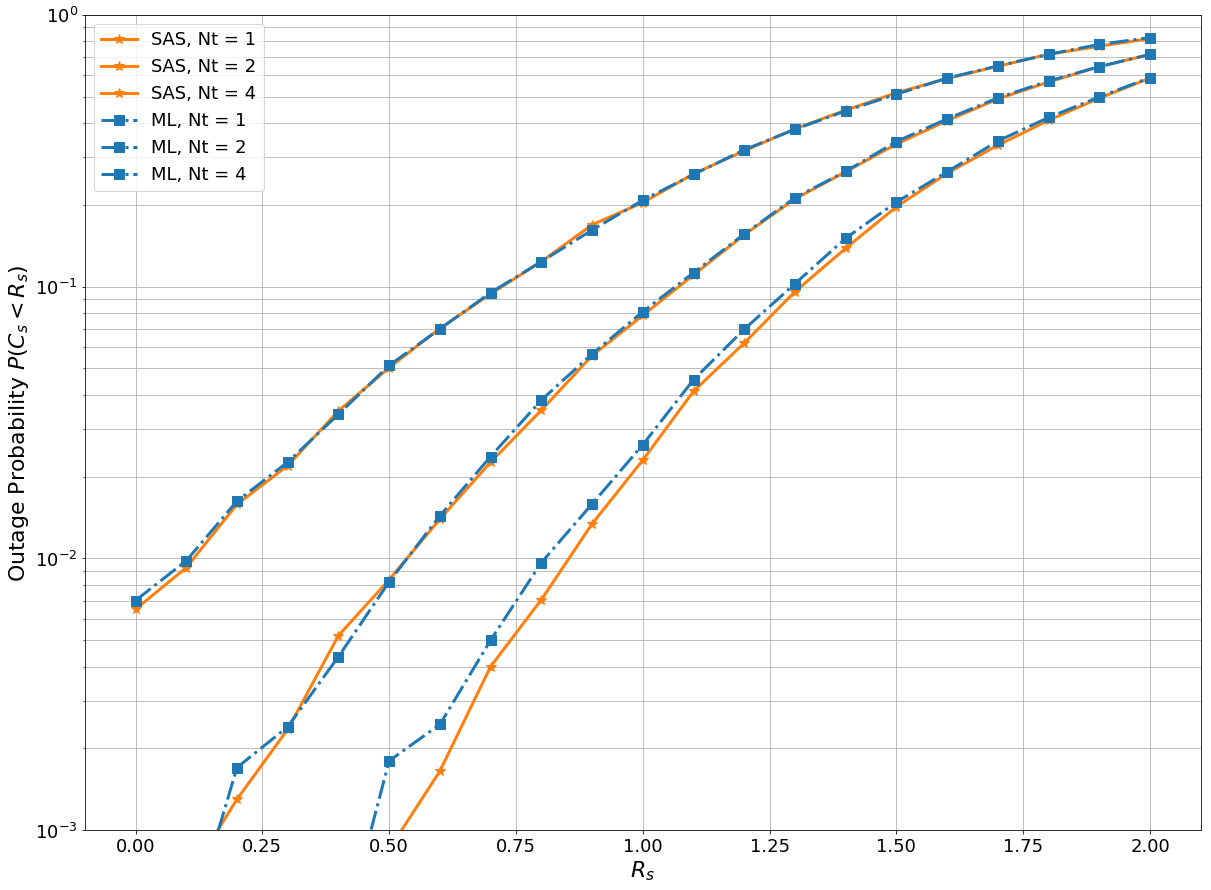 10^0
SAS, Nt = 1
SAS, Nt = 2
SAS, Nt = 4
ML, Nt = 1
ML, Nt = 2
ML, Nt = 4
10^-1
Outage Probability P(C_s < R_s)
10^-2
10^-3
0.00 0.25 0.50 0.75 1.00 1.25 1.50 1.75 2.00
R_s